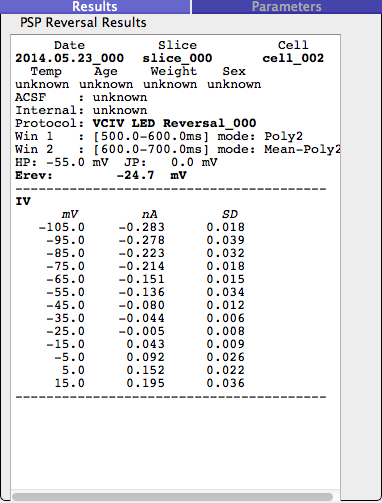 Results Parameters
PSP Reversal Results
Date Slice Cell
2014.05.23_000 slice_000 cell_002
Temp Age Weight Sex
unknown unknown unknown unknown
ACSF : unknown
Internal: unknown
Protocol: VCIV LED Reversal_000
Win 1 : [500.0-600.0ms] mode: Poly2
Win 2 : [600.0-700.0ms] mode: Mean-Poly2
HP: -55.0 mV JP: 0.0 mV
Erev: -24.7 mV
----------------------------------------
IV
mV nA SD
-105.0 -0.283 0.018
-95.0 -0.278 0.039
-85.0 -0.223 0.032
-75.0 -0.214 0.018
-65.0 -0.151 0.015
-55.0 -0.136 0.034
-45.0 -0.080 0.012
-35.0 -0.044 0.006
-25.0 -0.005 0.008
-15.0 0.043 0.009
-5.0 0.092 0.026
5.0 0.152 0.022
15.0 0.195 0.036
----------------------------------------